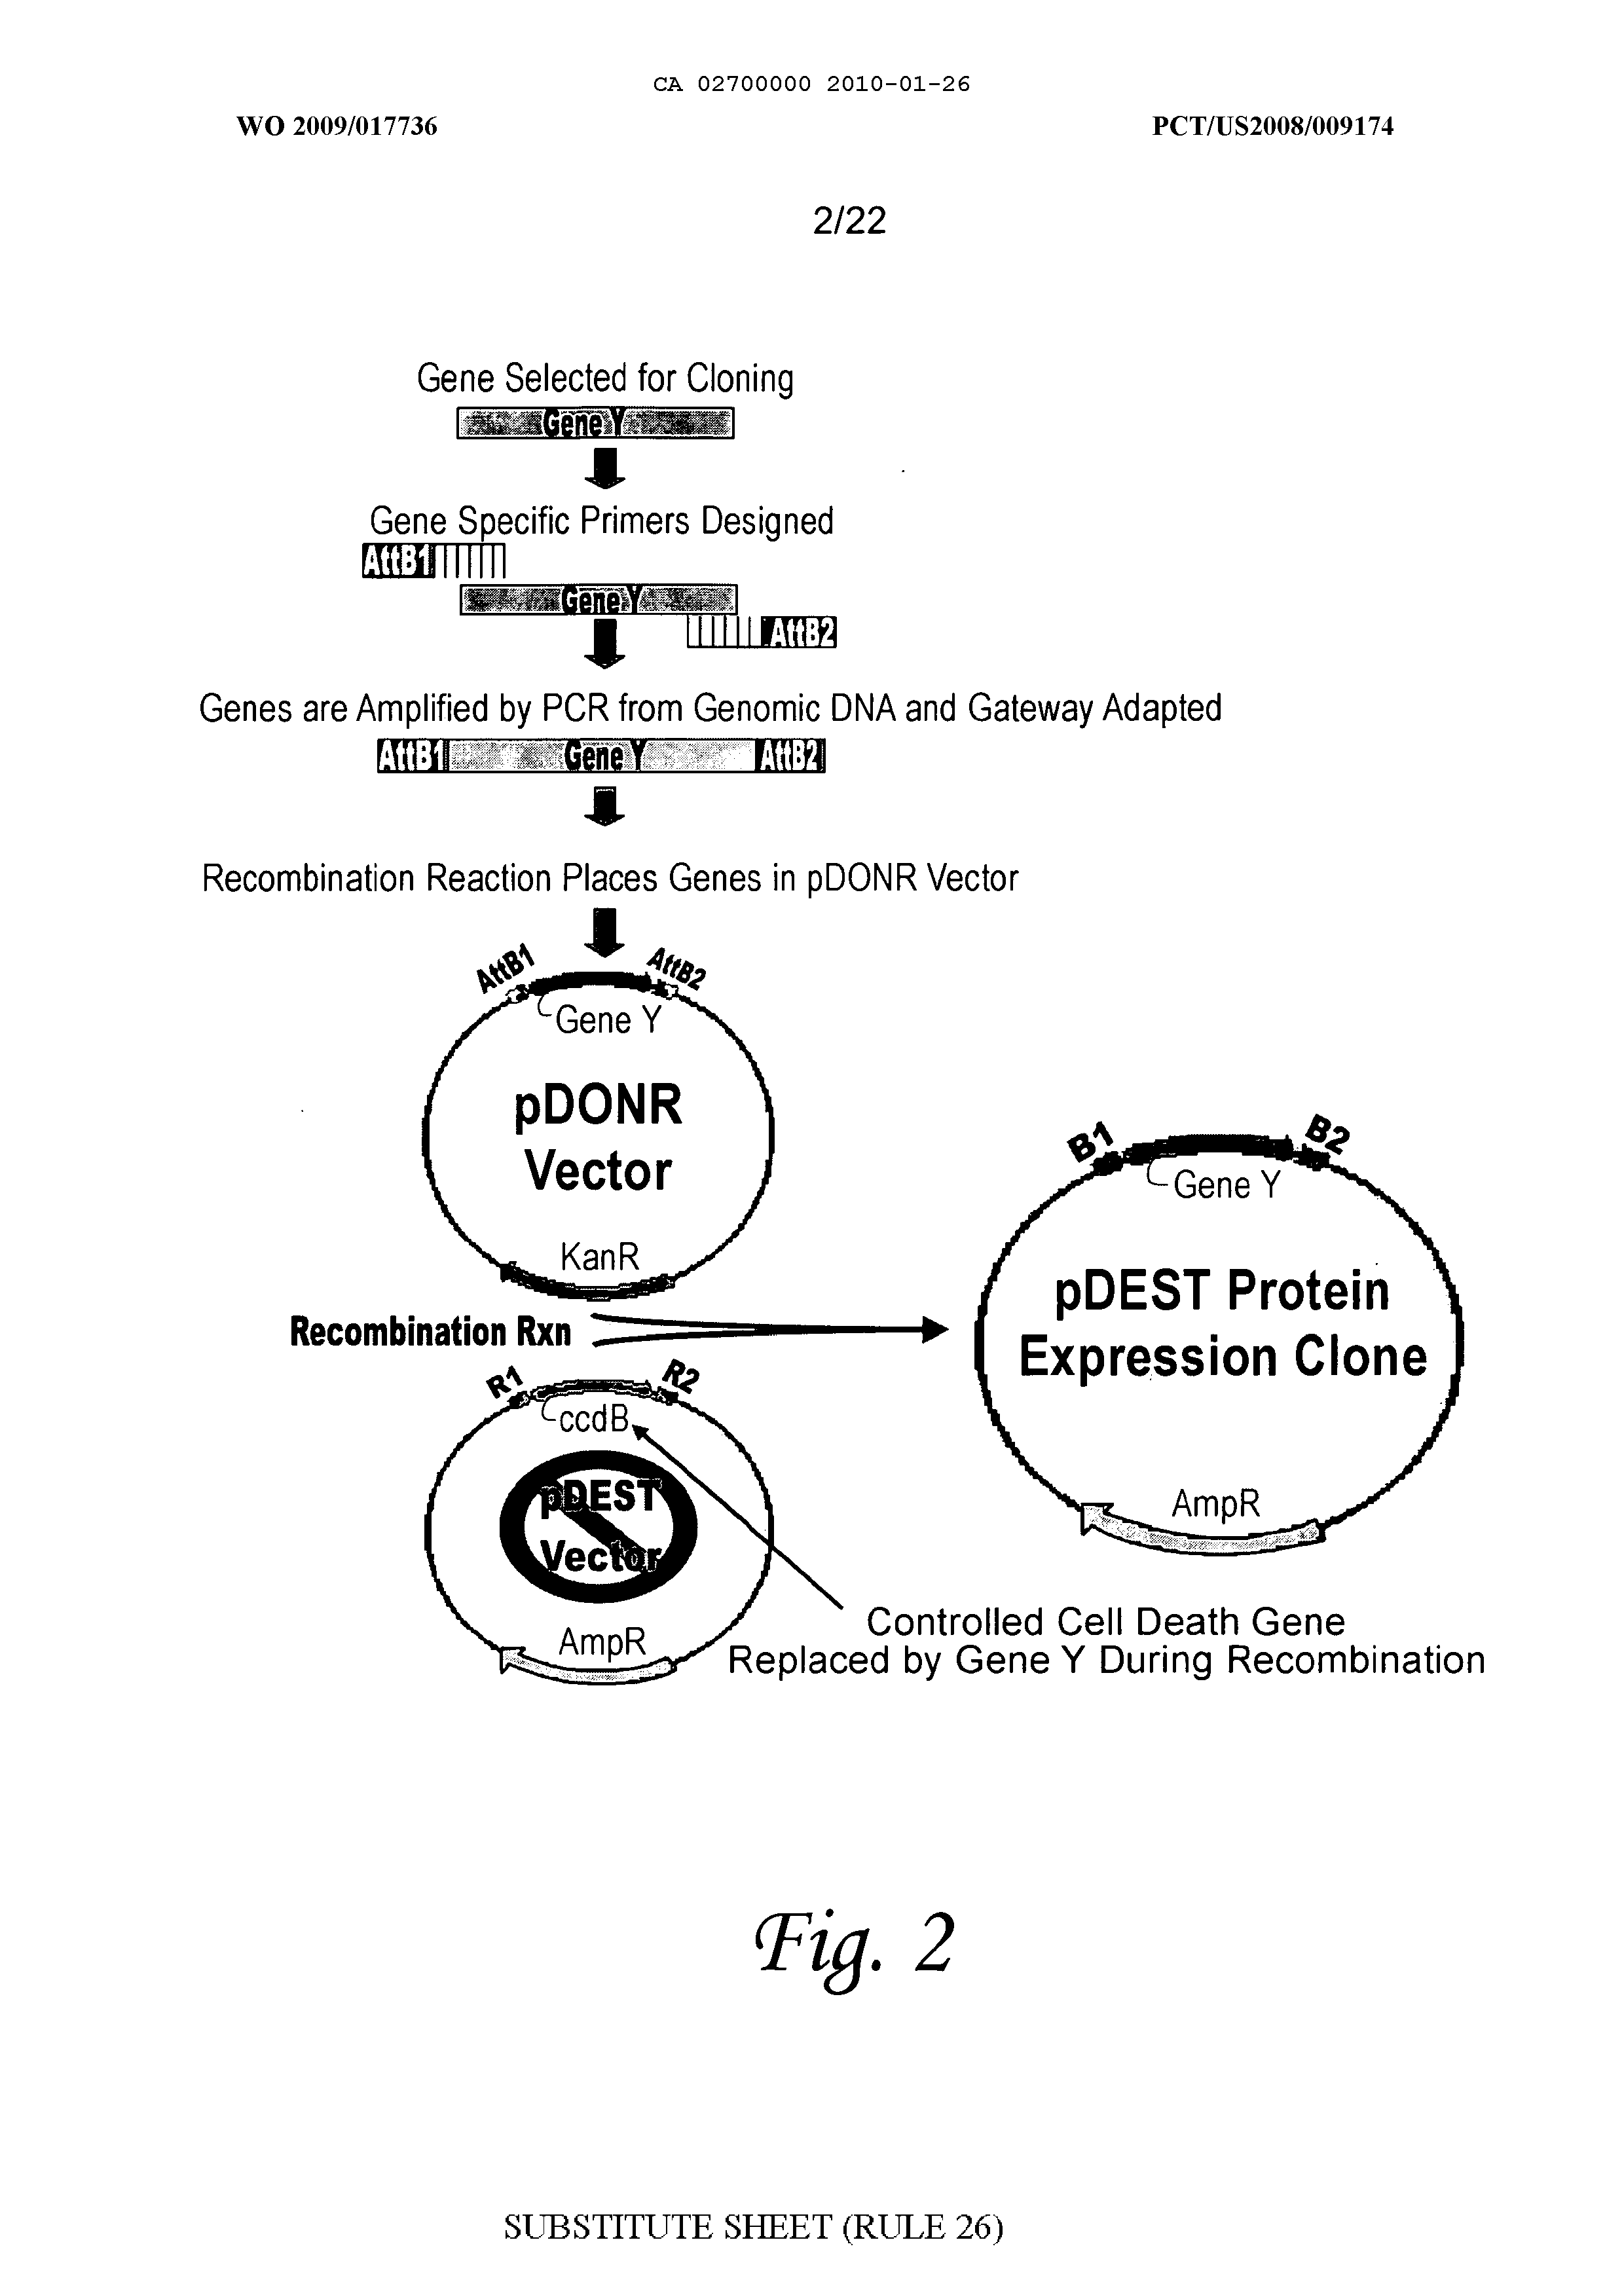 CA 02700000 2010-01-26
WO 2009/017736
PCT/US2008/009174
2/22
Gene Selected for Cloning
Gene Y
Gene Specific Primers Designed
AttB1
Gene Y
AttB2
Genes are Amplified by PCR from Genomic DNA and Gateway Adapted
AttB1 Gene Y AttB2
Recombination Reaction Places Genes in pDONR Vector
AttB1
AttB2
Gene Y
pDONR
Vector
KanR
B1
B2
Gene Y
pDEST Protein
Expression Clone
AmpR
Recombination Rxn
R1
R2
ccdB
pDEST
Vector
AmpR
Controlled Cell Death Gene
Replaced by Gene Y During Recombination
Fig. 2
SUBSTITUTE SHEET (RULE 26)